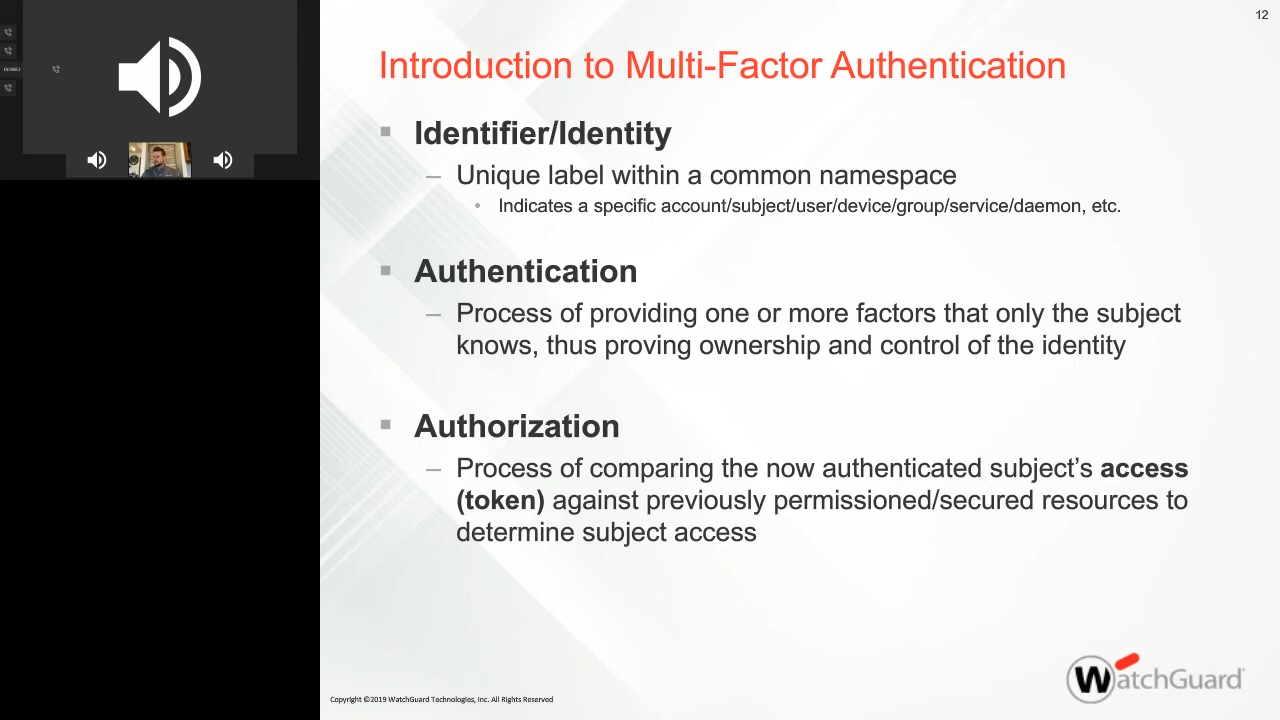 12
Introduction to Multi-Factor Authentication
Identifier/Identity
– Unique label within a common namespace
• Indicates a specific account/subject/user/device/group/service/daemon, etc.
Authentication
– Process of providing one or more factors that only the subject
knows, thus proving ownership and control of the identity
Authorization
– Process of comparing the now authenticated subject’s access
(token) against previously permissioned/secured resources to
determine subject access
Copyright ©2019 WatchGuard Technologies, Inc. All Rights Reserved
WatchGuard